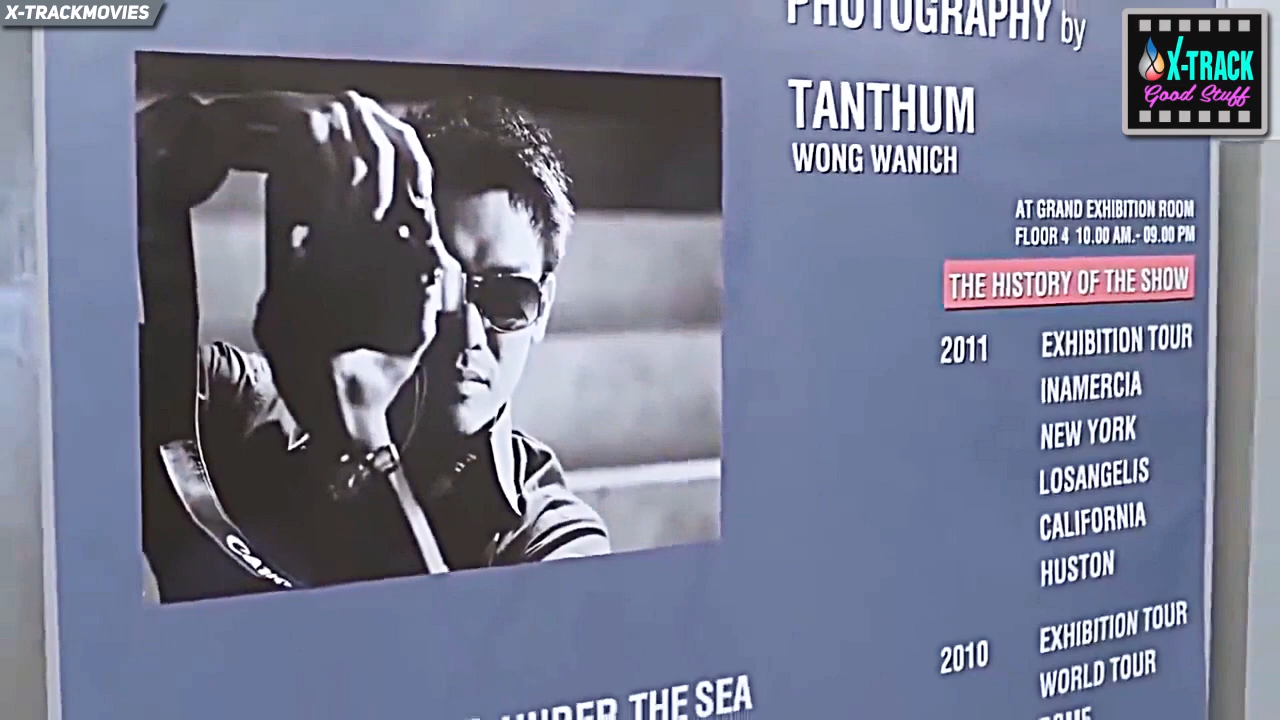 X-TRACKMOVIES
X-TRACK
Good Stuff
PHOTOGRAPHY by
TANTHUM
WONG WANICH
AT GRAND EXHIBITION ROOM
FLOOR 4 10.00 AM.- 09.00 PM
THE HISTORY OF THE SHOW
2011 EXHIBITION TOUR
INAMERCIA
NEW YORK
LOSANGELIS
CALIFORNIA
HUSTON
2010 EXHIBITION TOUR
WORLD TOUR
ROME
UNDER THE SEA
Canon